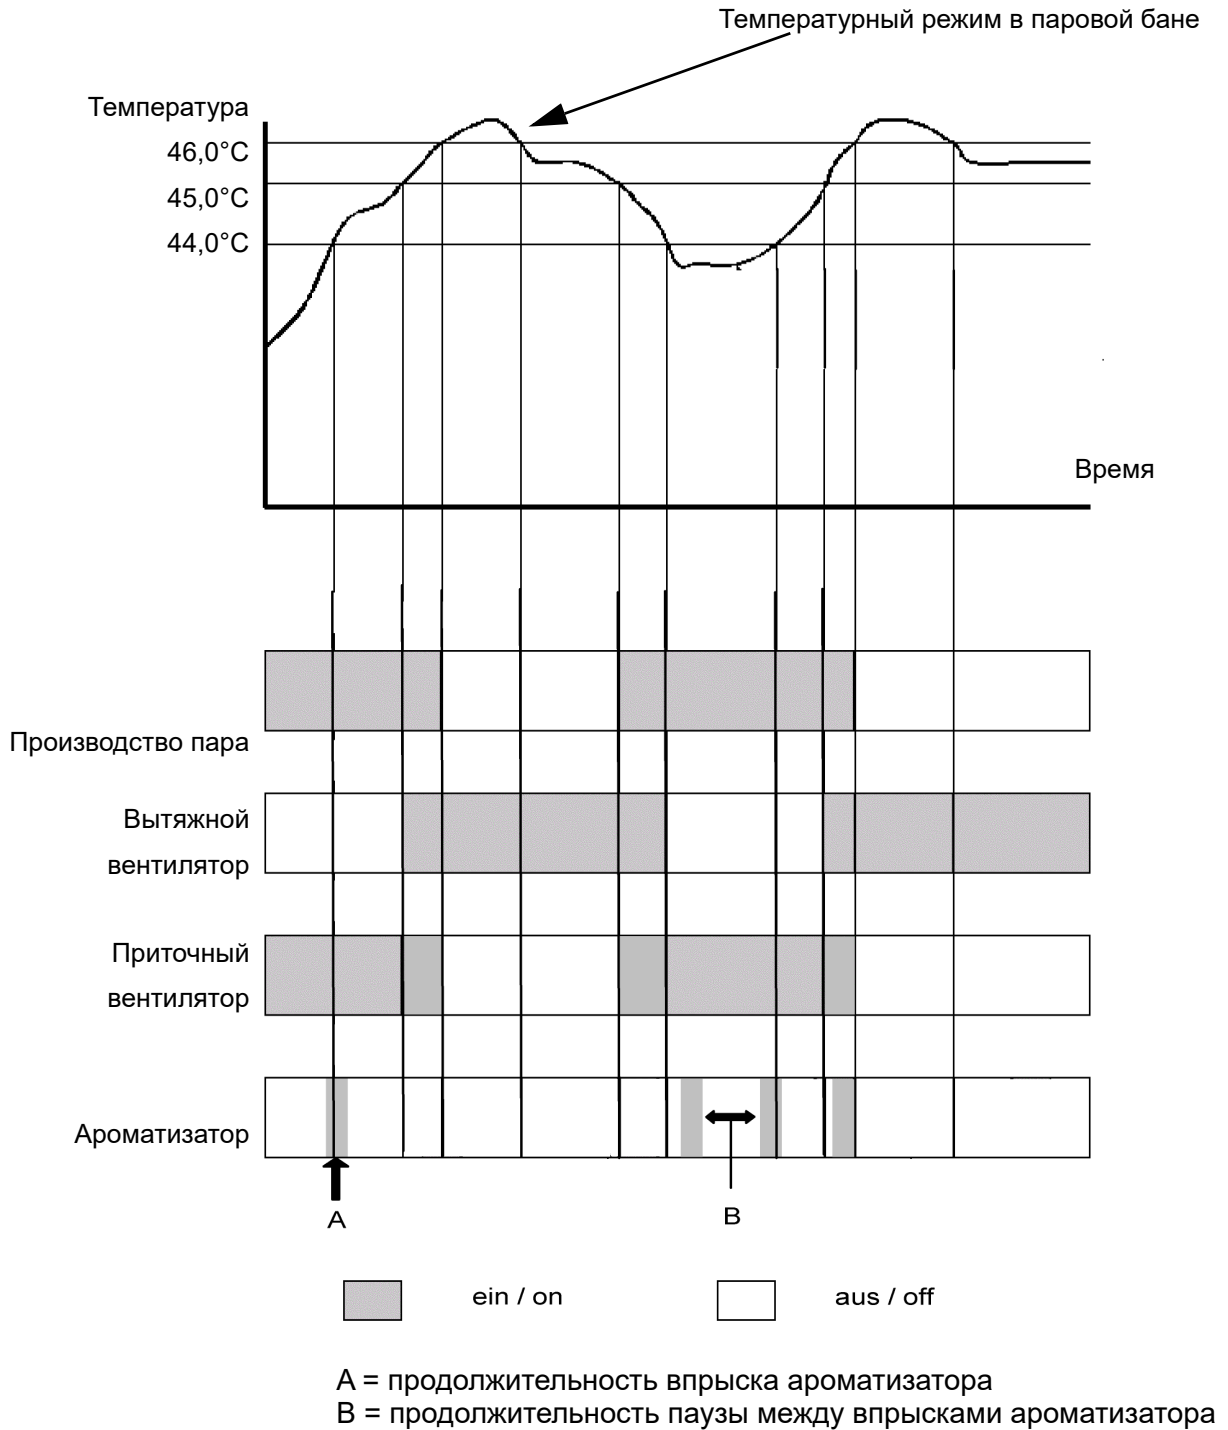 Температурный режим в паровой бане
Температура
46,0°C
45,0°C
44,0°C
Время
Производство пара
Вытяжной
вентилятор
Приточный
вентилятор
Ароматизатор
A
B
ein / on
aus / off
A = продолжительность впрыска ароматизатора
B = продолжительность паузы между впрысками ароматизатора